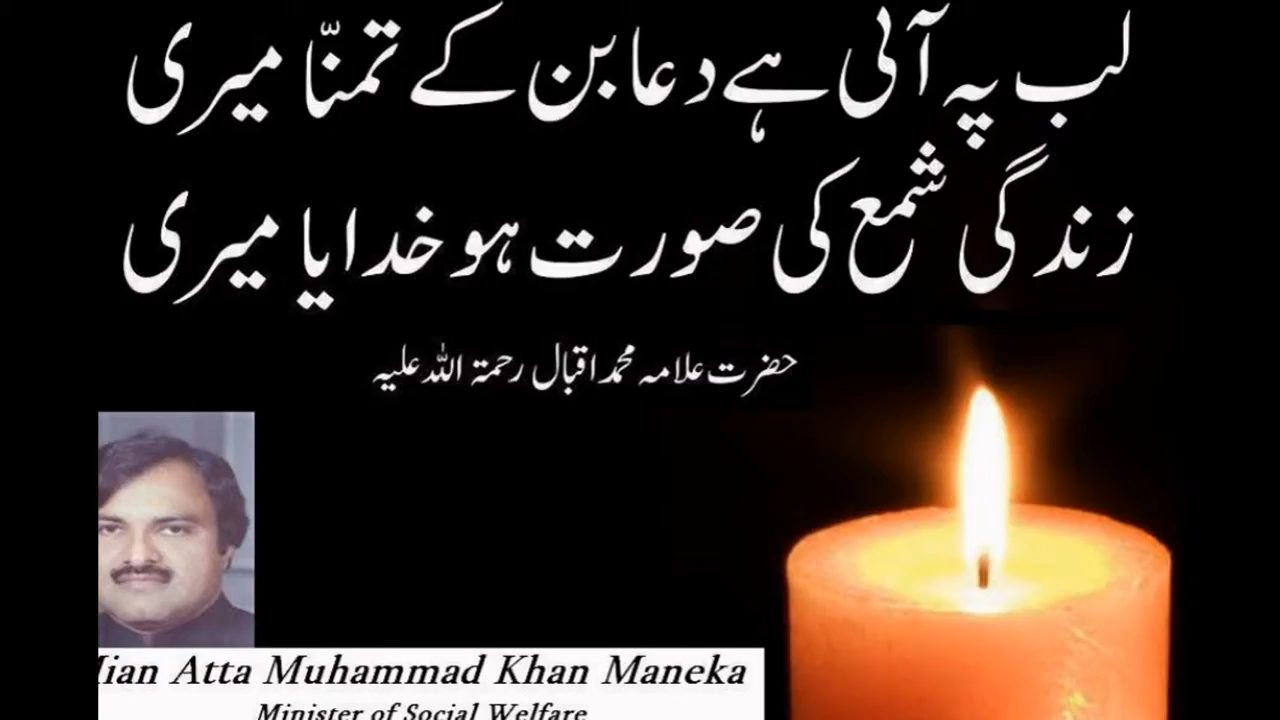 لب پہ آتی ہے دعا بن کے تمنّا میری
زندگی شمع کی صورت ہو خدایا میری
حضرت علامہ محمد اقبال رحمۃ اللہ علیہ
Atta Muhammad Khan Maneka
Minister of Social Welfare